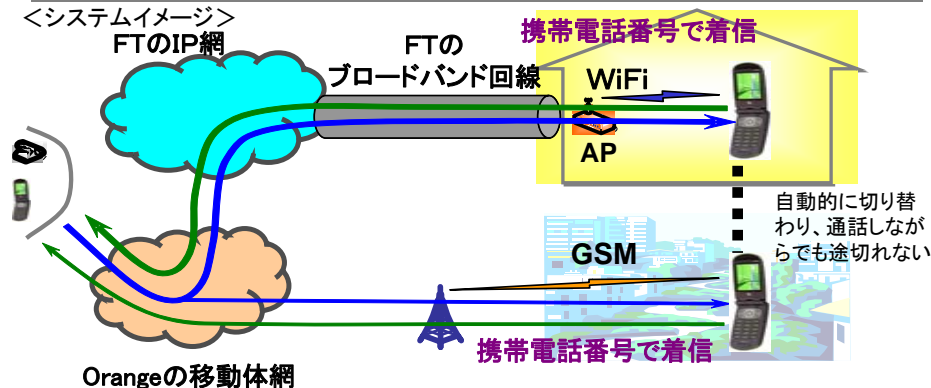 ＜システムイメージ＞
FTのIP網
FTの
ブロードバンド回線
携帯電話番号で着信
WiFi
AP
自動的に切り替
わり、通話しなが
らでも途切れない
GSM
携帯電話番号で着信
Orangeの移動体網